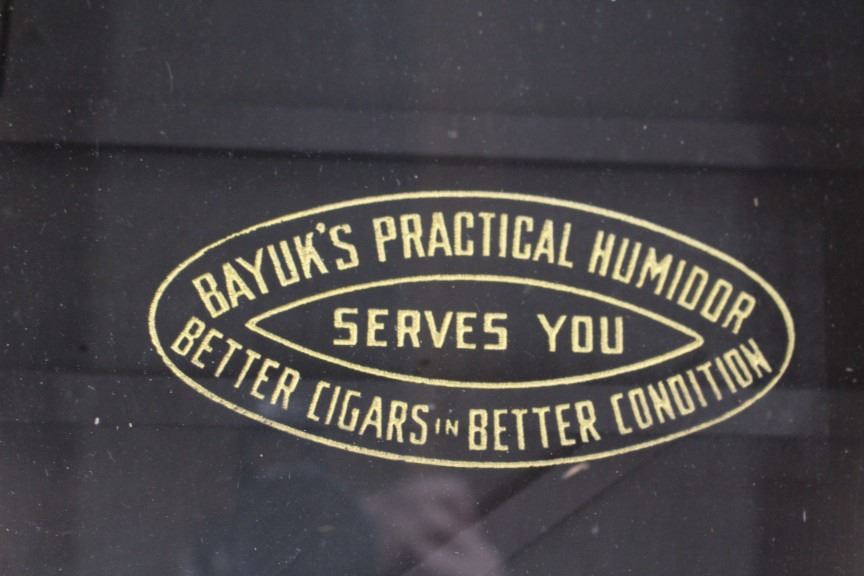 BAYUK'S PRACTICAL HUMIDOR
SERVES YOU
BETTER CIGARS IN BETTER CONDITION